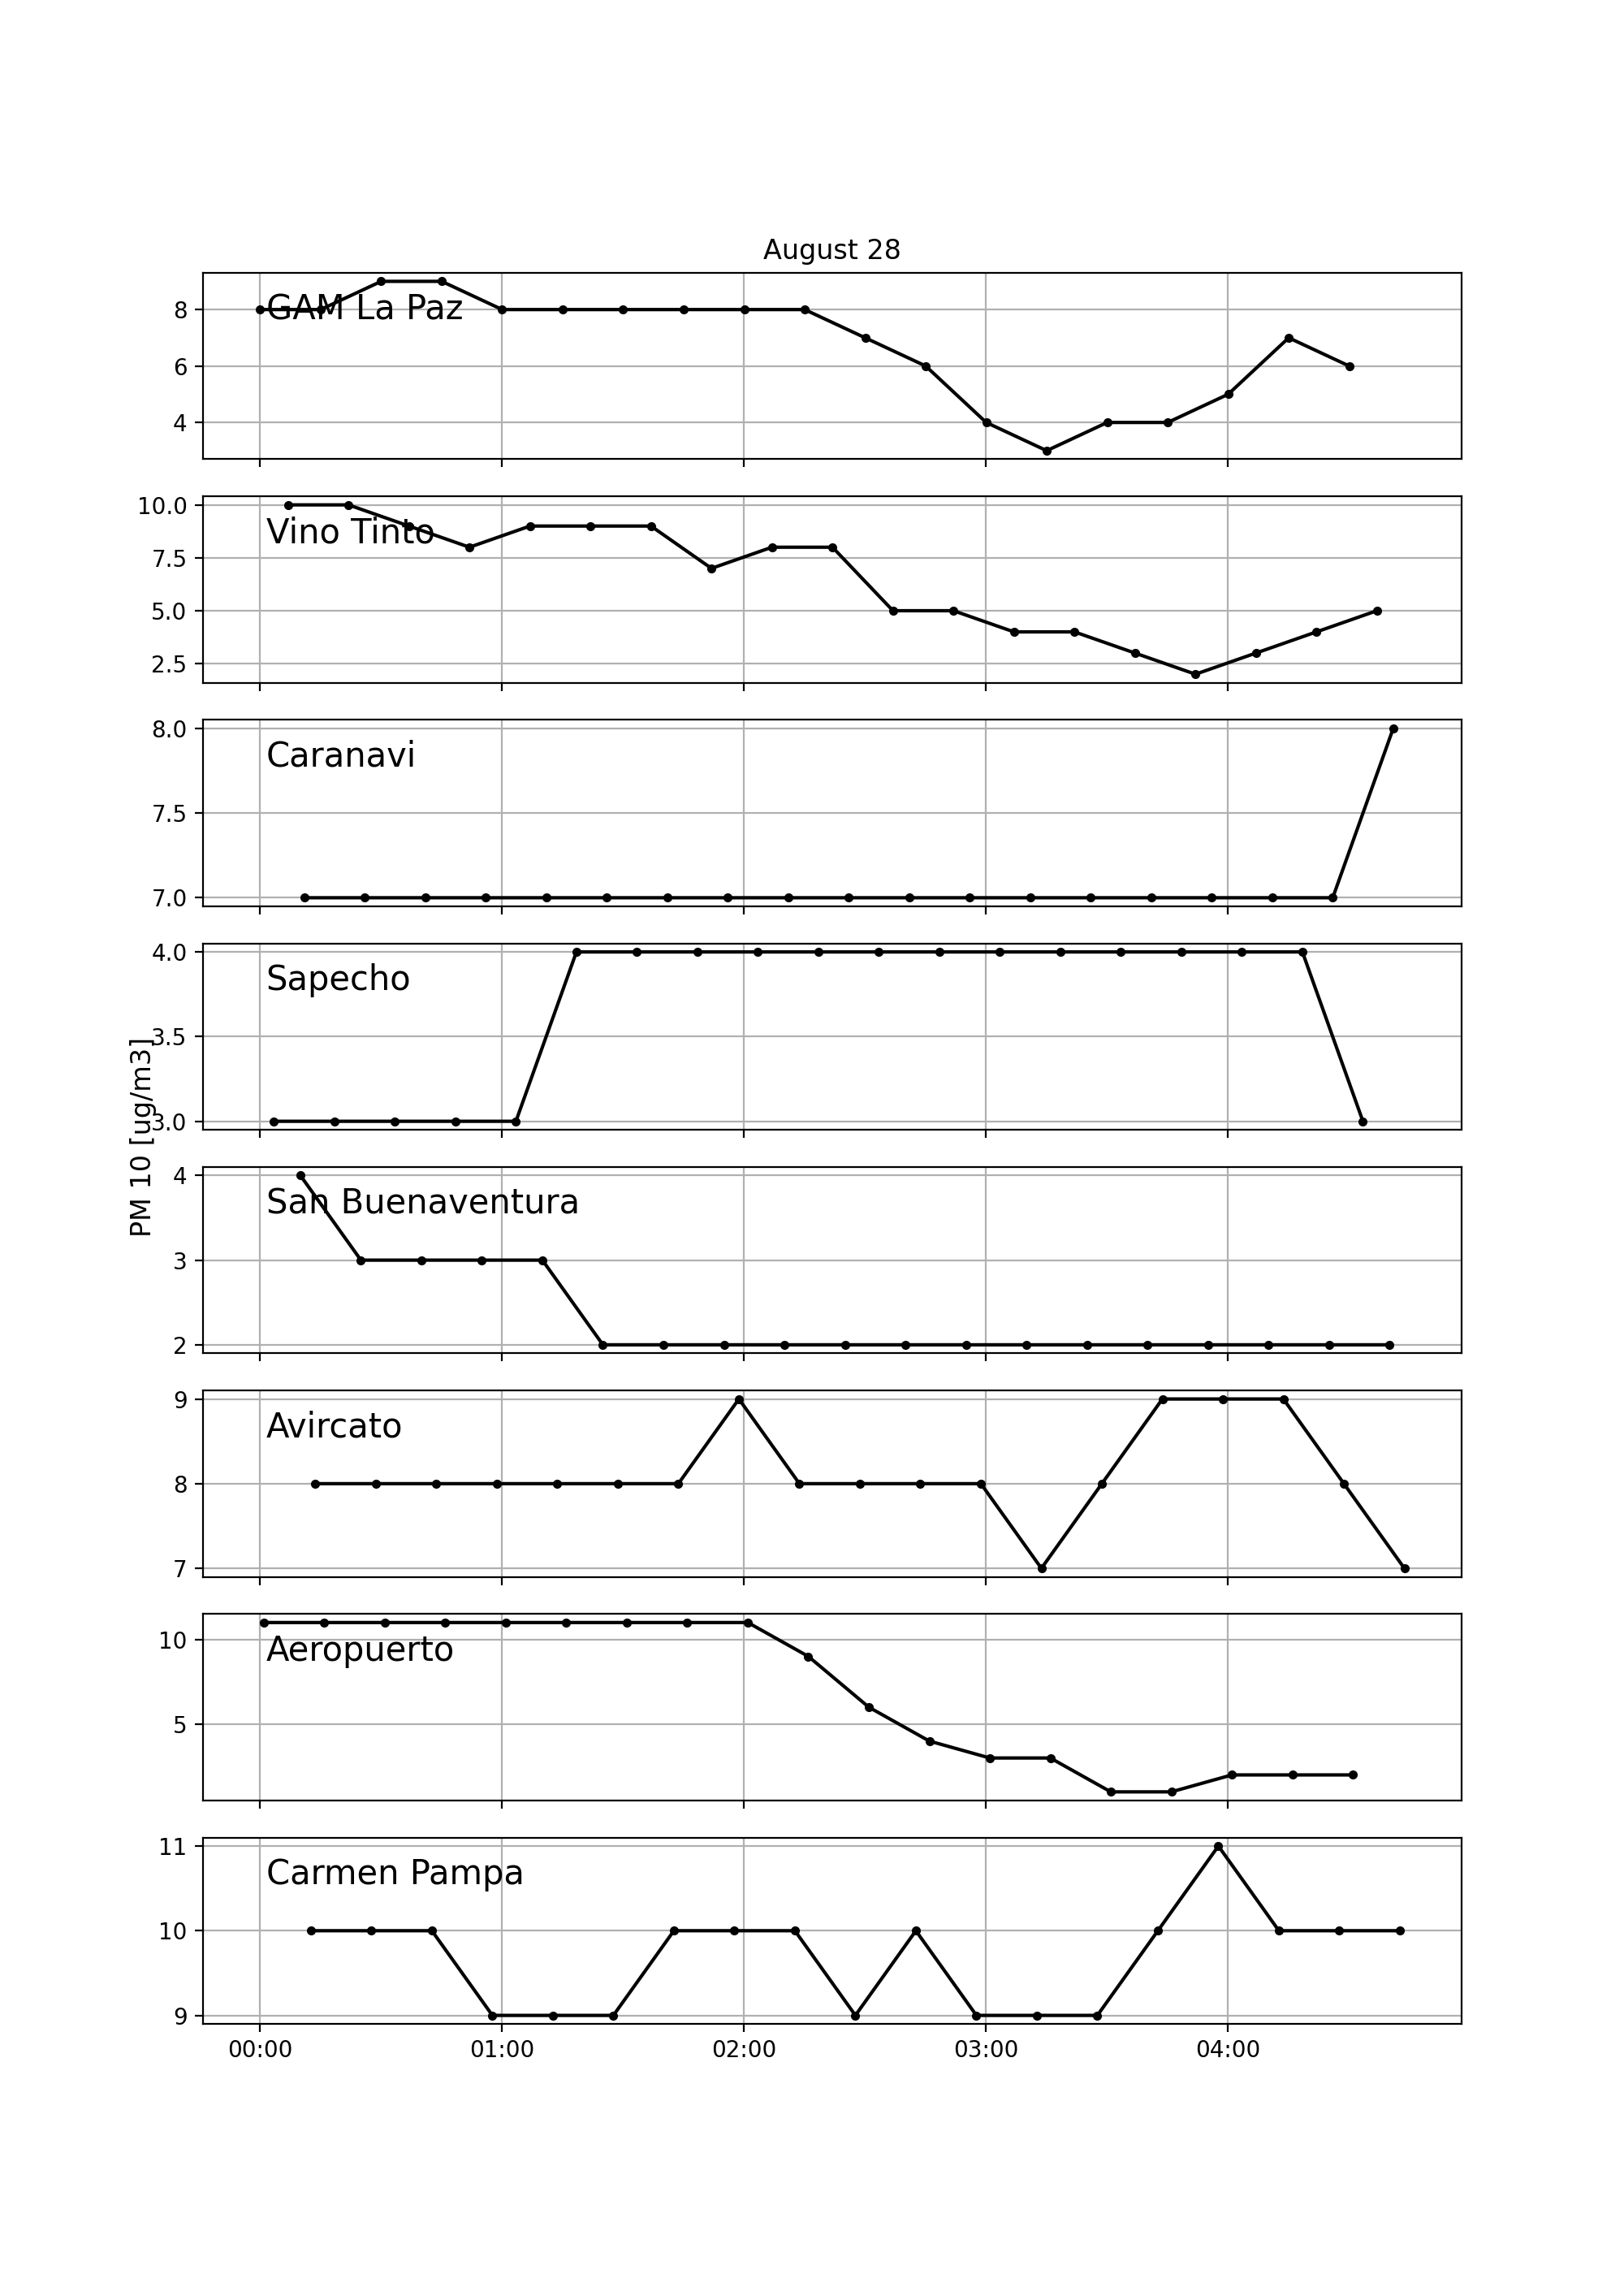 August 28
GAM La Paz
8
6
4
Vino Tinto
10.0
7.5
5.0
2.5
Caranavi
8.0
7.5
7.0
Sapecho
4.0
3.5
3.0
PM 10 [ug/m3]
San Buenaventura
4
3
2
Avircato
9
8
7
Aeropuerto
10
5
Carmen Pampa
11
10
9
00:00 01:00 02:00 03:00 04:00